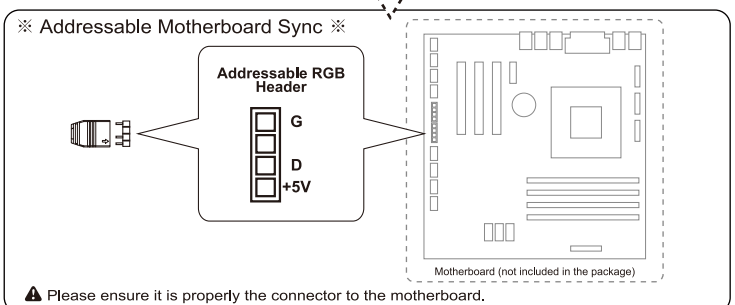 ※ Addressable Motherboard Sync ※
Addressable RGB
Header
G
D
+5V
Motherboard (not included in the package)
Please ensure it is properly the connector to the motherboard.